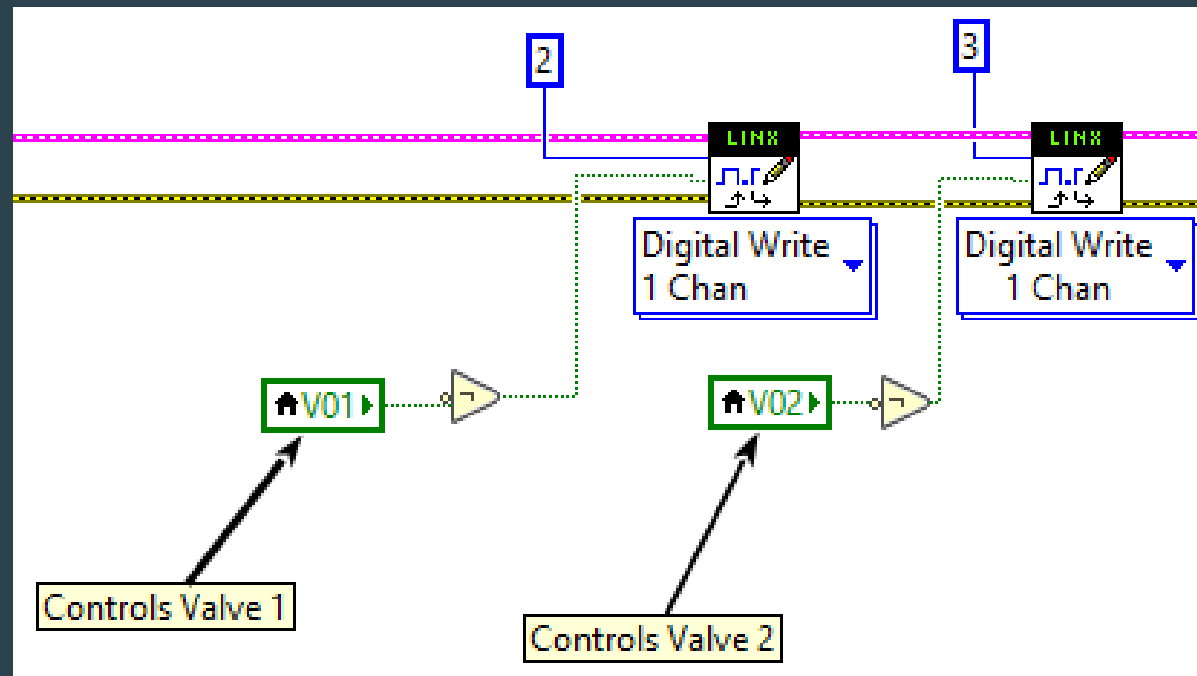 2
3
LINX
LINX
Digital Write
1 Chan
Digital Write
1 Chan
V01
V02
Controls Valve 1
Controls Valve 2